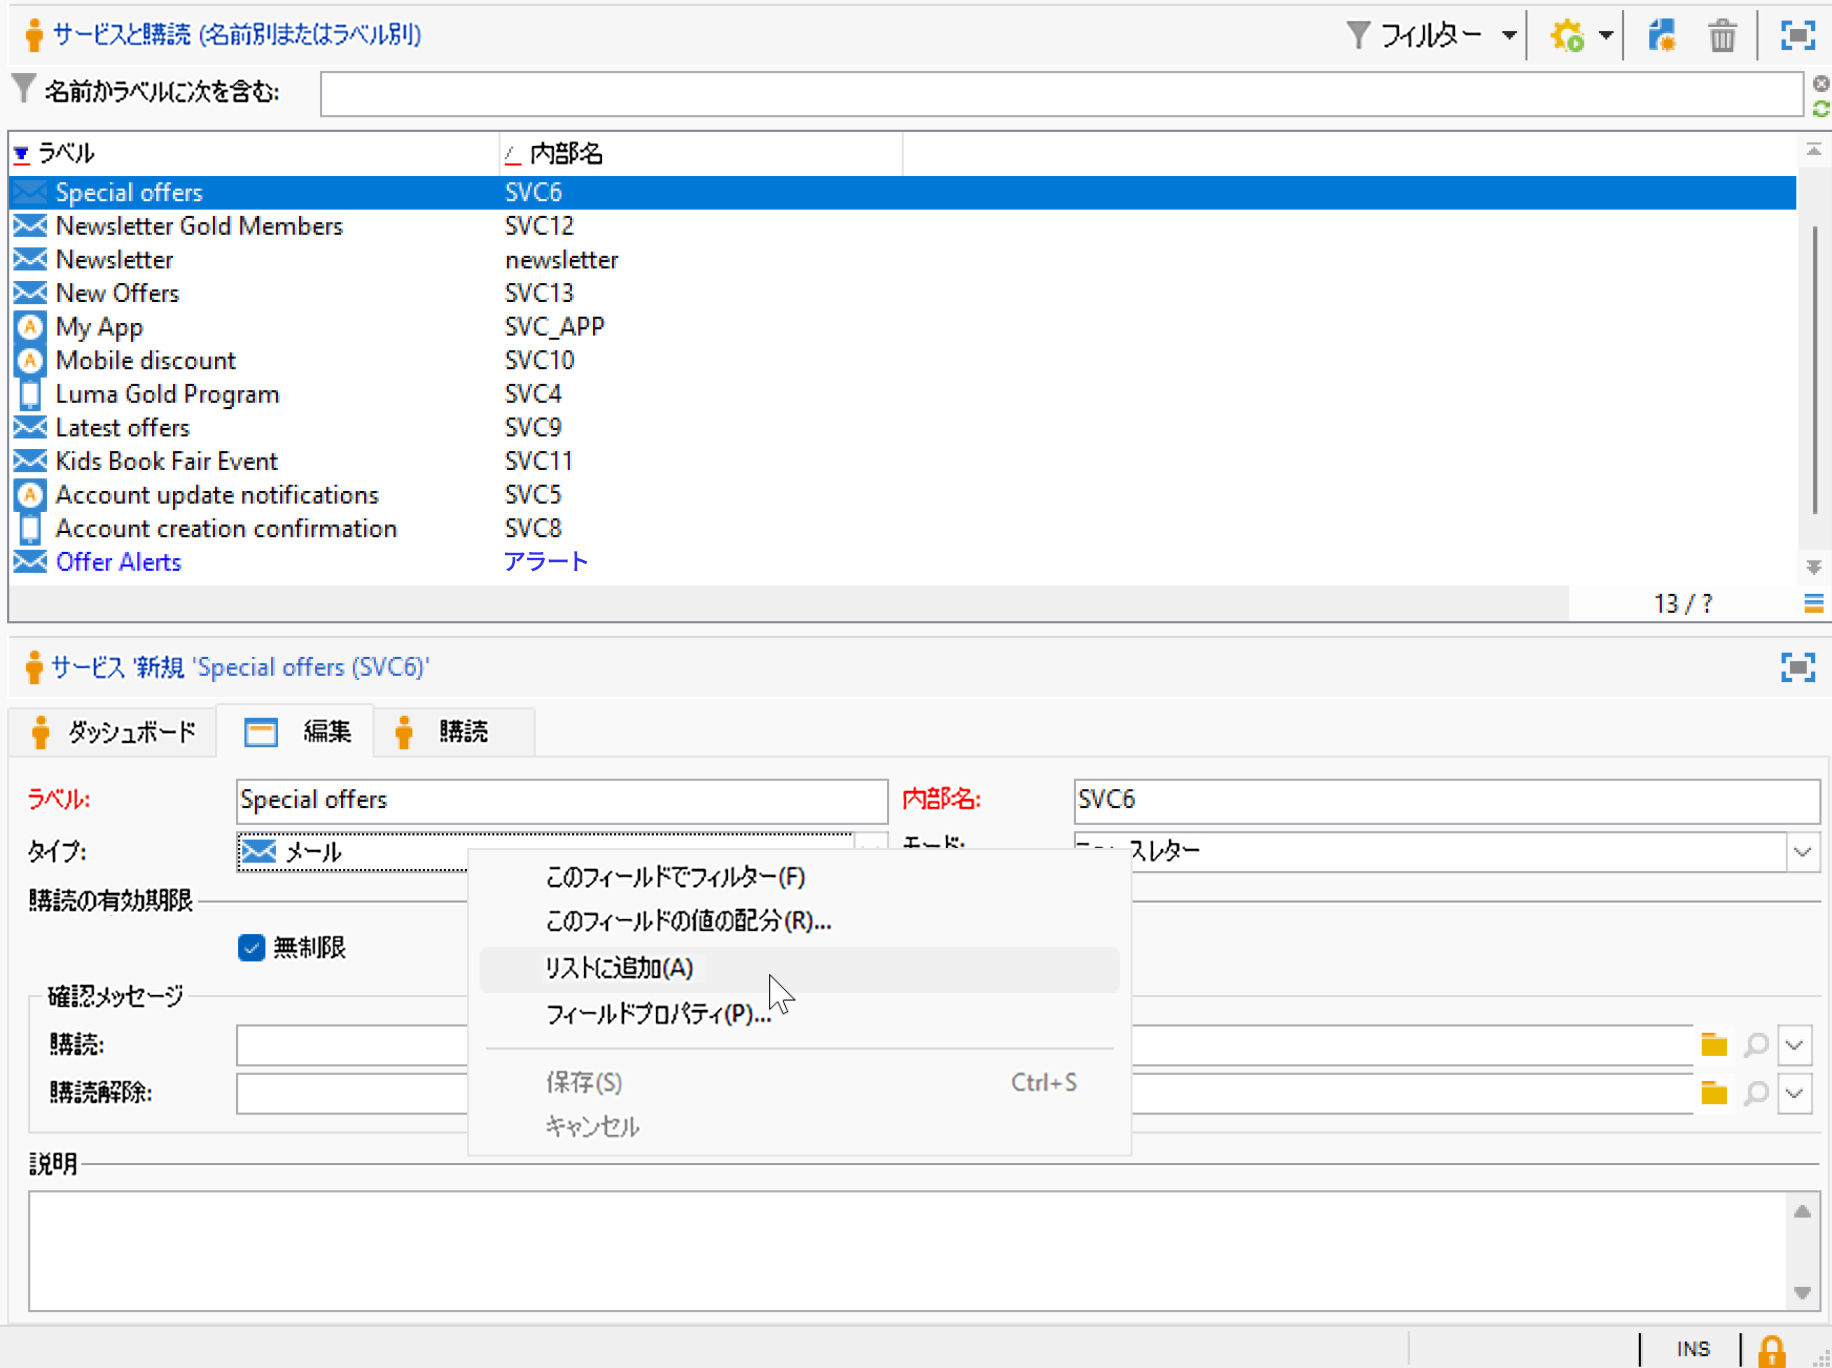 サービスと購読 (名前別またはラベル別)
フィルター
名前かラベルに次を含む:
ラベル 内部名
Special offers SVC6
Newsletter Gold Members SVC12
Newsletter newsletter
New Offers SVC13
My App SVC_APP
Mobile discount SVC10
Luma Gold Program SVC4
Latest offers SVC9
Kids Book Fair Event SVC11
Account update notifications SVC5
Account creation confirmation SVC8
Offer Alerts アラート
13 / ?
サービス '新規 'Special offers (SVC6)'
ダッシュボード 編集 購読
ラベル: Special offers 内部名: SVC6
タイプ: メール モード: ニュースレター
購読の有効期限
無制限
確認メッセージ
購読:
購読解除:
このフィールドでフィルター(F)
このフィールドの値の配分(R)...
リストに追加(A)
フィールドプロパティ(P)...
保存(S) Ctrl+S
キャンセル
説明
INS